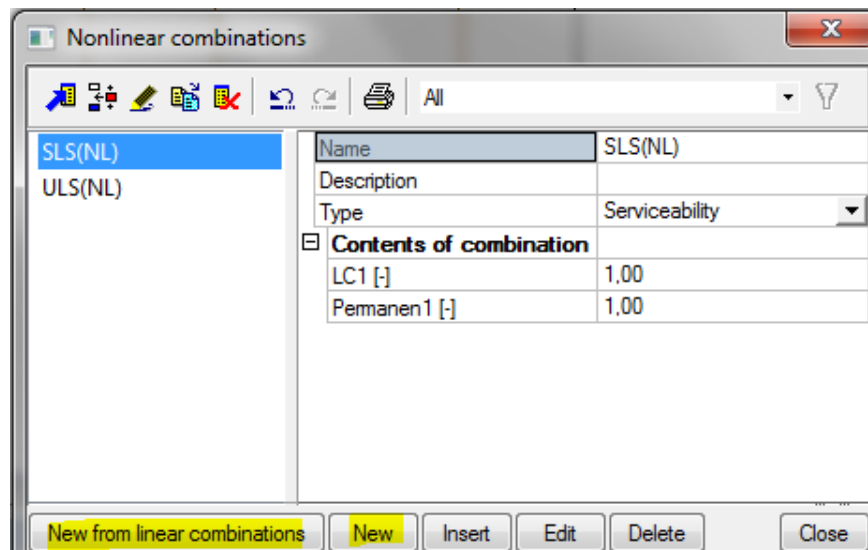 Nonlinear combinations
All
SLS(NL)
ULS(NL)
Name SLS(NL)
Description
Type Serviceability
Contents of combination
LC1 [-] 1,00
Permanen1 [-] 1,00
New from linear combinations New Insert Edit Delete Close